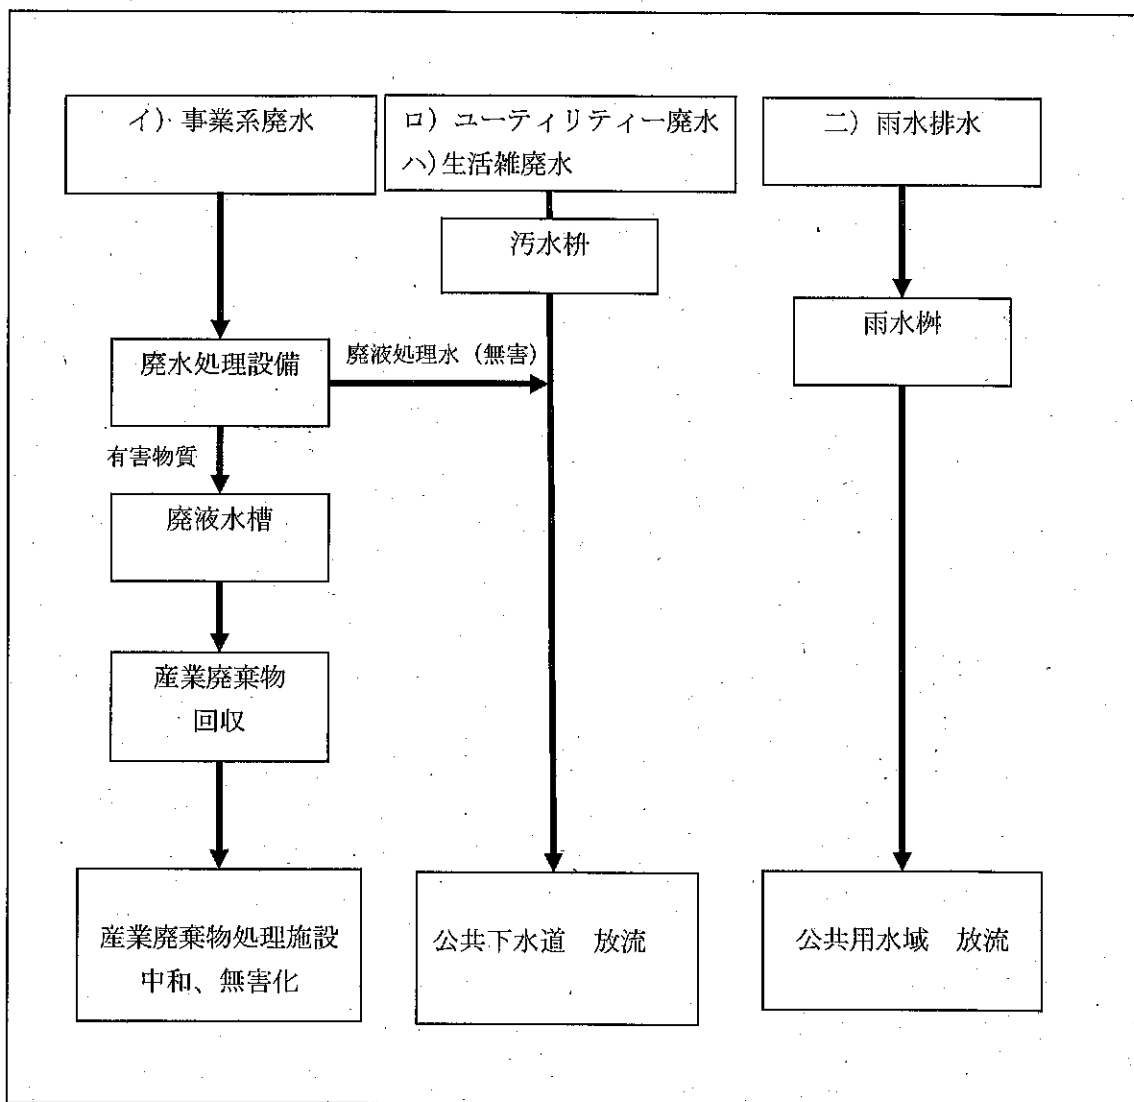 イ）事業系廃水
ロ）ユーティリティー廃水
ハ）生活雑廃水
二）雨水排水
汚水枡
雨水桝
廃水処理設備
廃液処理水（無害）
有害物質
廃液水槽
産業廃棄物
回収
産業廃棄物処理施設
中和、無害化
公共下水道　放流
公共用水域　放流